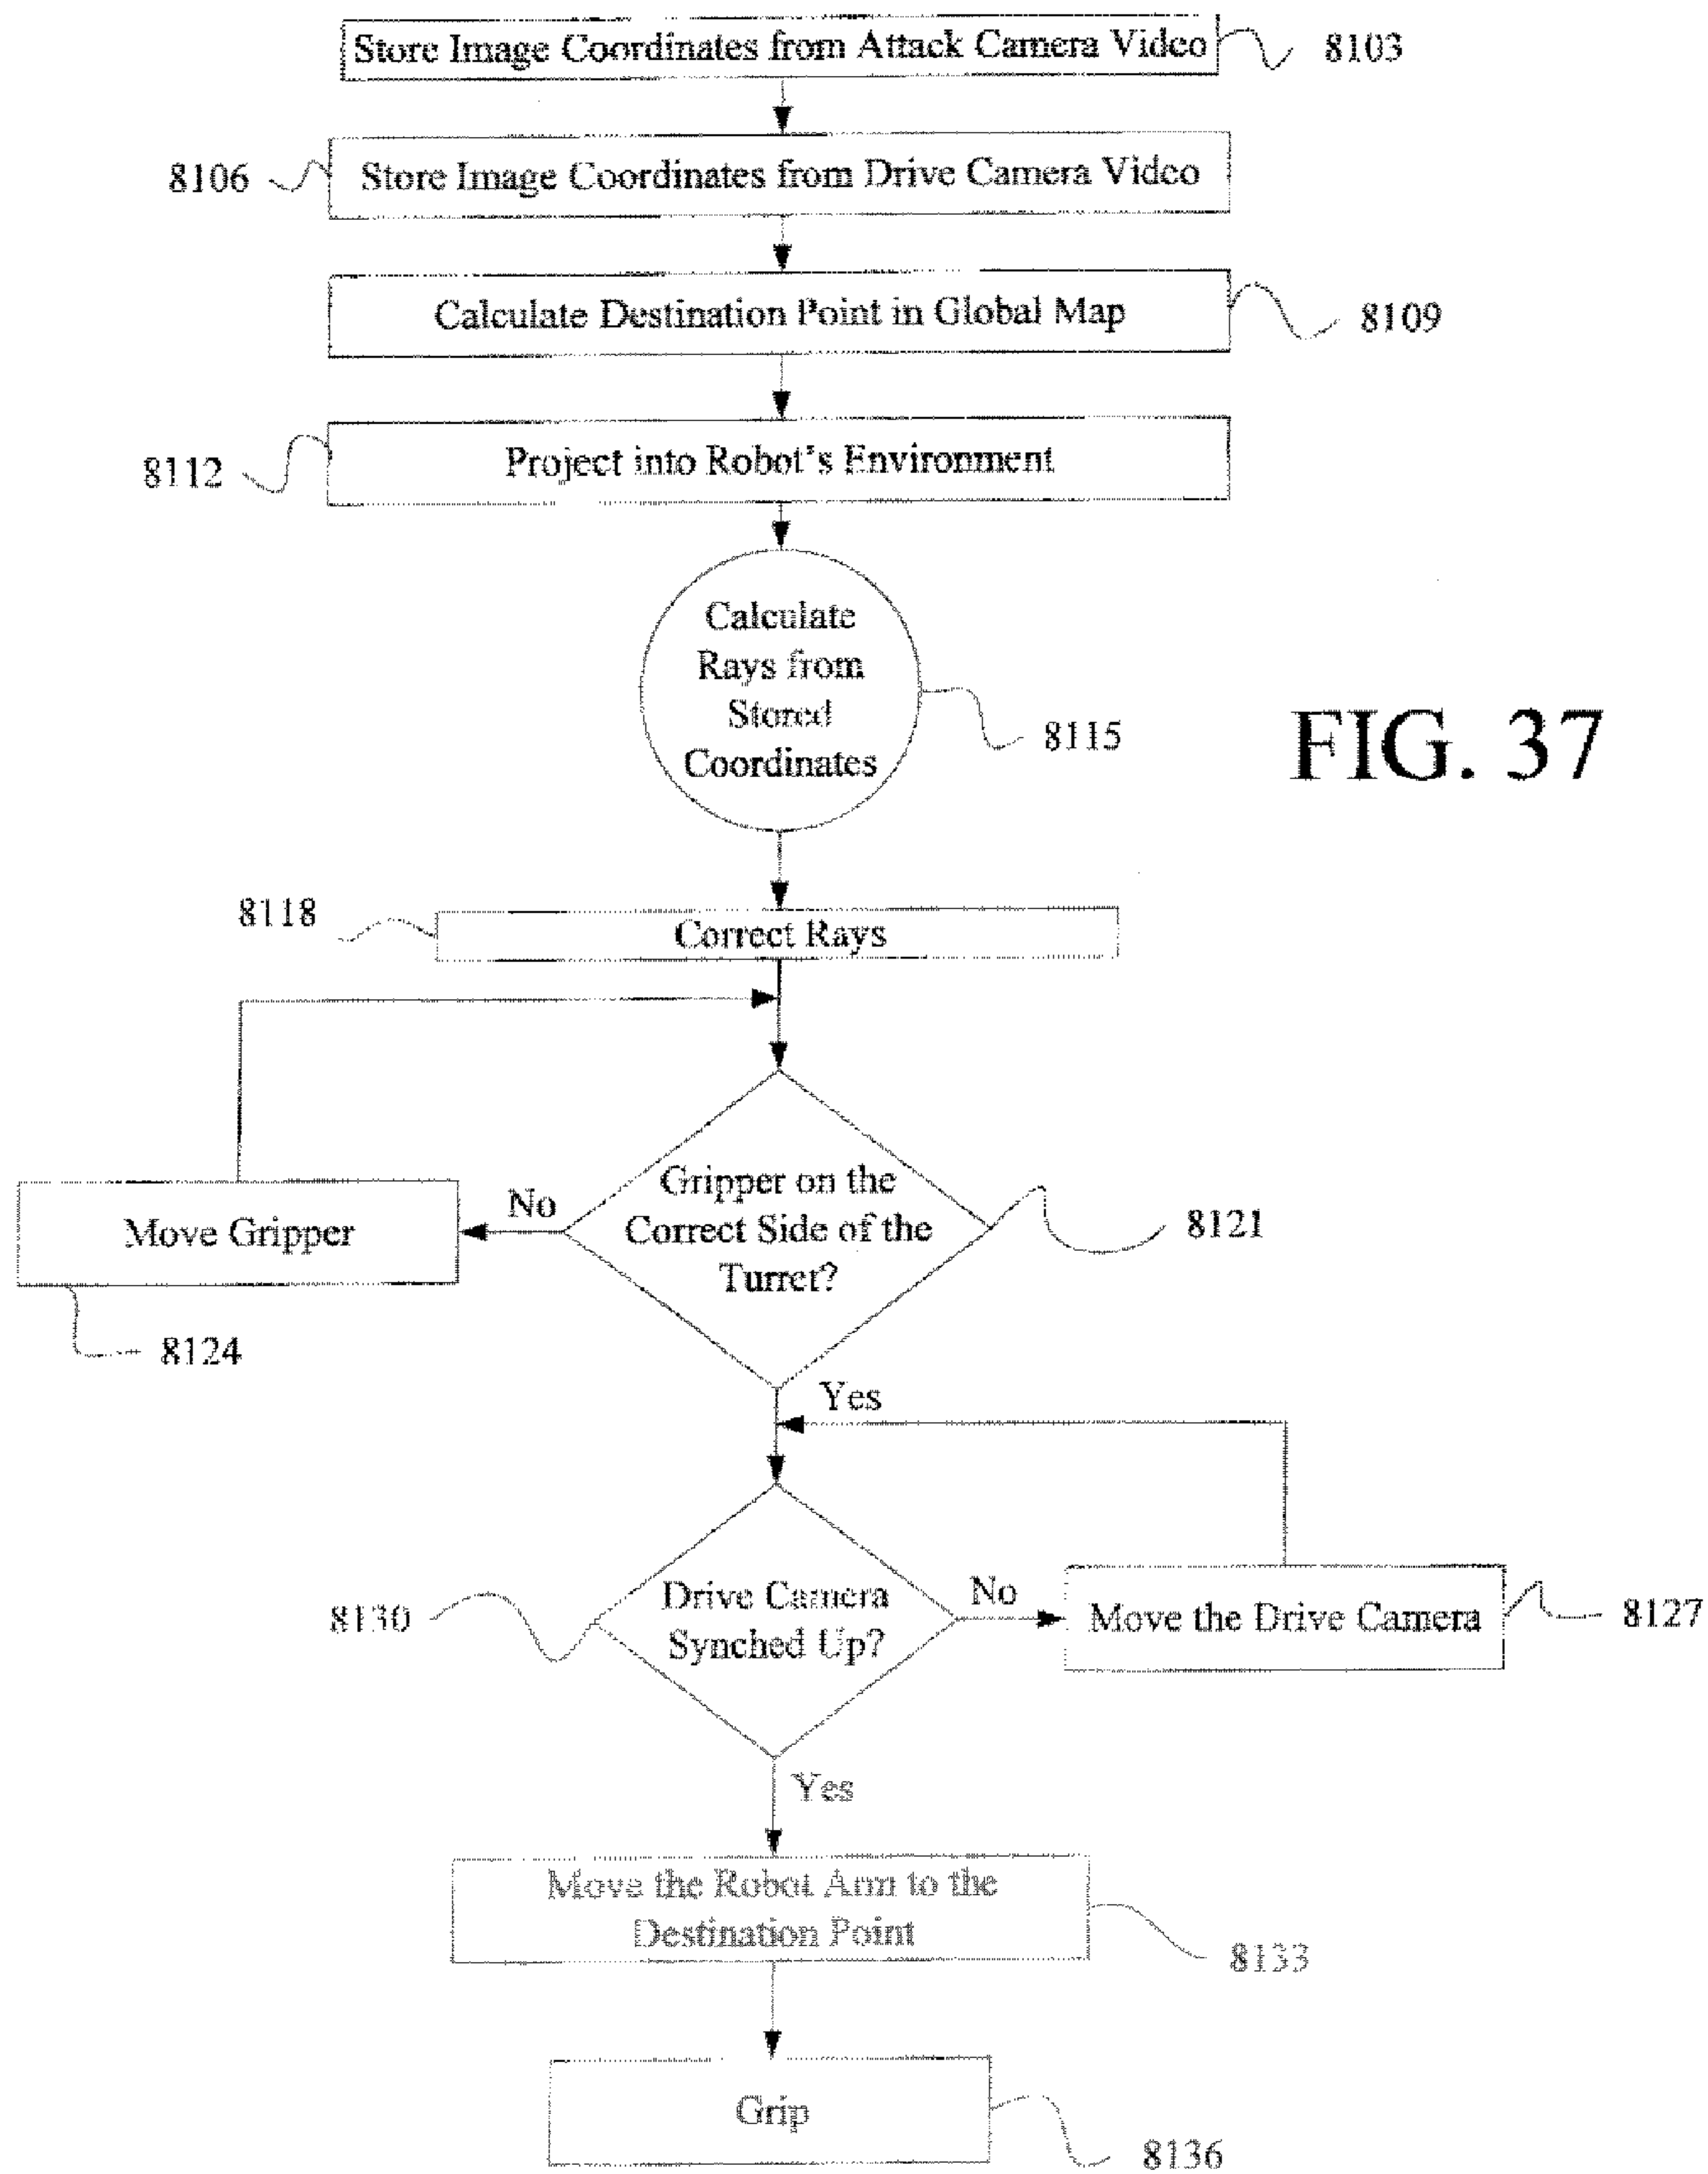 Store Image Coordinates from Attack Camera Video
8103
8106
Store Image Coordinates from Drive Camera Video
Calculate Destination Point in Global Map
8109
8112
Project into Robot's Environment
Calculate
Rays from
Stored
Coordinates
8115
FIG. 37
8118
Correct Rays
Gripper on the
Correct Side of the
Turret?
No
Move Gripper
8121
8124
Yes
Drive Camera
Synched Up?
No
Move the Drive Camera
8127
8130
Yes
Move the Robot Arm to the
Destination Point
8133
Grip
8136